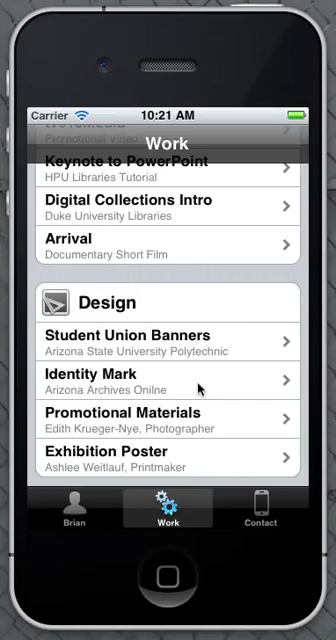 Carrier 10:21 AM
Promotional Video
Work
Keynote to PowerPoint
HPU Libraries Tutorial
Digital Collections Intro
Duke University Libraries
Arrival
Documentary Short Film
Design
Student Union Banners
Arizona State University Polytechnic
Identity Mark
Arizona Archives Onilne
Promotional Materials
Edith Krueger-Nye, Photographer
Exhibition Poster
Ashlee Weitlauf, Printmaker
Brian Work Contact